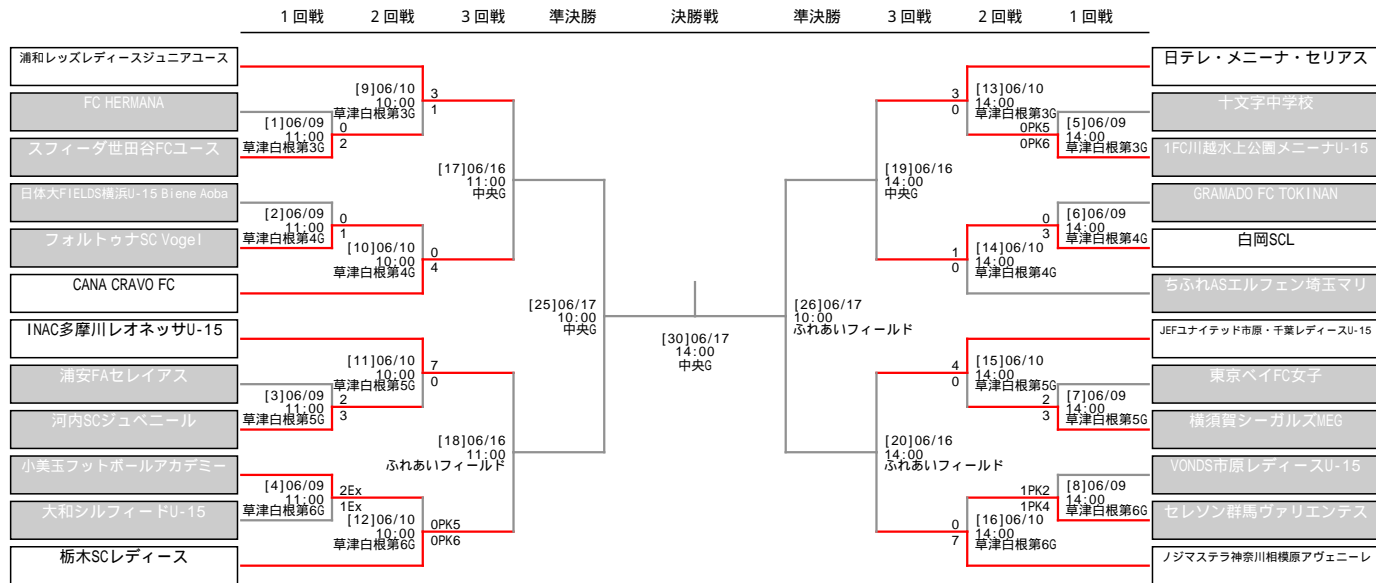 1回戦 2回戦 3回戦 準決勝 決勝戦 準決勝 3回戦 2回戦 1回戦
浦和レッズレディースジュニアユース
FC HERMANA
スフィーダ世田谷FCユース
日体大FIELDS横浜U-15 Biene Aoba
フォルトゥナSC Vogel
CANA CRAVO FC
INAC多摩川レオネッサU-15
浦安FAセレイアス
河内SCジュベニール
小美玉フットボールアカデミー
大和シルフィードU-15
栃木SCレディース
[1]06/09
11:00
草津白根第3G
0
2
[2]06/09
11:00
草津白根第4G
0
1
[3]06/09
11:00
草津白根第5G
2
3
[4]06/09
11:00
草津白根第6G
2Ex
1Ex
[9]06/10
10:00
草津白根第3G
3
1
[10]06/10
10:00
草津白根第4G
0
4
[11]06/10
10:00
草津白根第5G
7
0
[12]06/10
10:00
草津白根第6G
0PK5
0PK6
[17]06/16
11:00
中央G
[18]06/16
11:00
ふれあいフィールド
[25]06/17
10:00
中央G
[30]06/17
14:00
中央G
[26]06/17
10:00
ふれあいフィールド
[19]06/16
14:00
中央G
[20]06/16
14:00
ふれあいフィールド
3
0
[13]06/10
14:00
草津白根第3G
1
0
[14]06/10
14:00
草津白根第4G
4
0
[15]06/10
14:00
草津白根第5G
0
7
[16]06/10
14:00
草津白根第6G
0PK5
0PK6
[5]06/09
14:00
草津白根第3G
0
3
[6]06/09
14:00
草津白根第4G
2
3
[7]06/09
14:00
草津白根第5G
1PK2
1PK4
[8]06/09
14:00
草津白根第6G
日テレ・メニーナ・セリアス
十文字中学校
1FC川越水上公園メニーナU-15
GRAMADO FC TOKINAN
白岡SCL
ちふれASエルフェン埼玉マリ
JEFユナイテッド市原・千葉レディースU-15
東京ベイFC女子
横須賀シーガルズMEG
VONDS市原レディースU-15
セレソン群馬ヴァリエンテス
ノジマステラ神奈川相模原アヴェニーレ